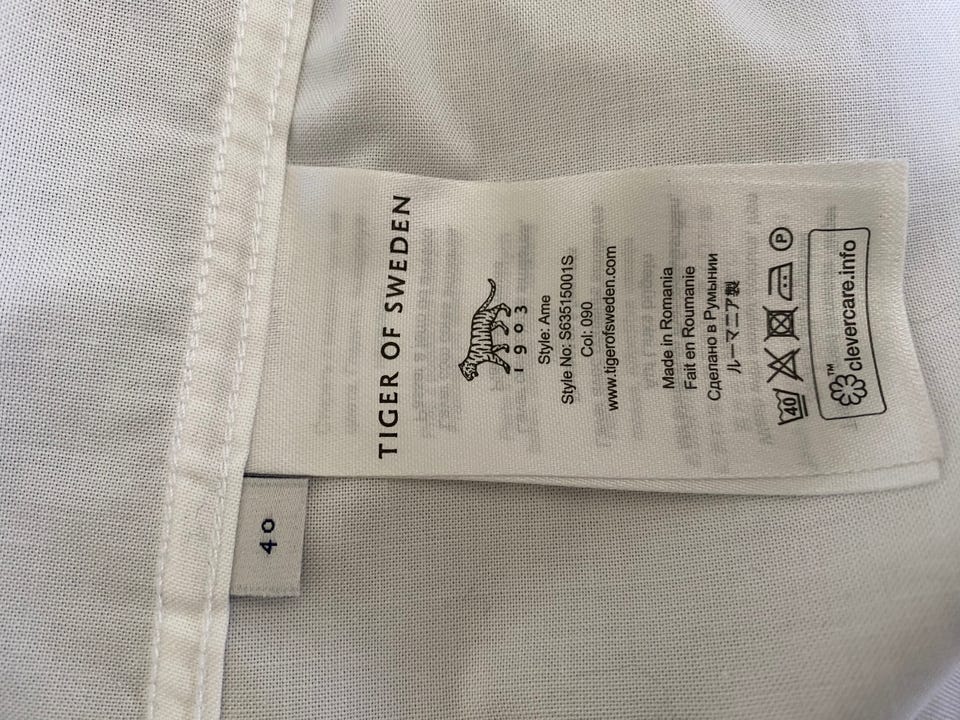 TIGER OF SWEDEN
1903
Style: Ame
Style No: S63515001S
Col: 090
www.tigerofsweden.com
Made in Romania
Fait en Roumanie
Сделано в Румынии
ルーマニア製
40 P
™ clevercare.info
40